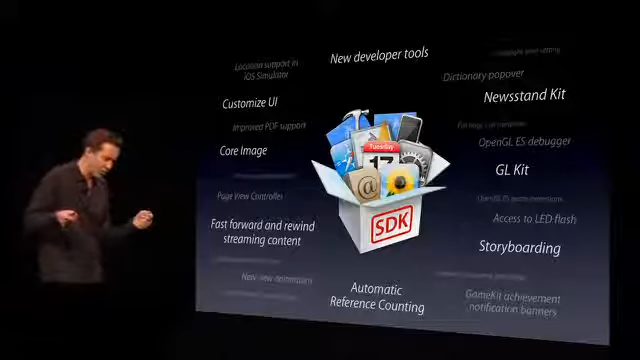 New developer tools
Location support in
iOS Simulator
Dictionary popover
Customize UI
Newsstand Kit
Improved PDF support
OpenGL ES debugger
Core Image
Tuesday
17
GL Kit
@
Page View Controller
Access to LED flash
SDK
Fast forward and rewind
streaming content
Storyboarding
Automatic
Reference Counting
GameKit achievement
notification banners